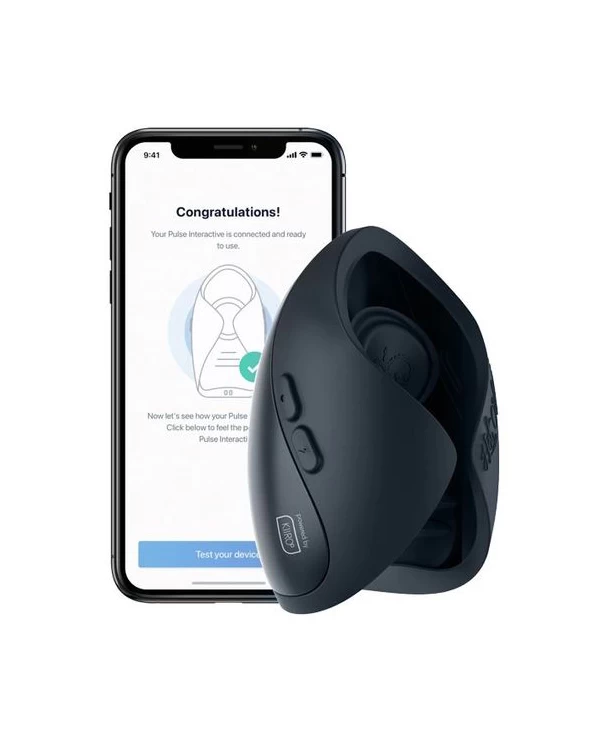 9:41
Congratulations!
Your Pulse Interactive is connected and ready
to use.
Now let's see how your Pulse
Click below to feel the p
Pulse Interacti
Test your device
Powered by
KIIROO